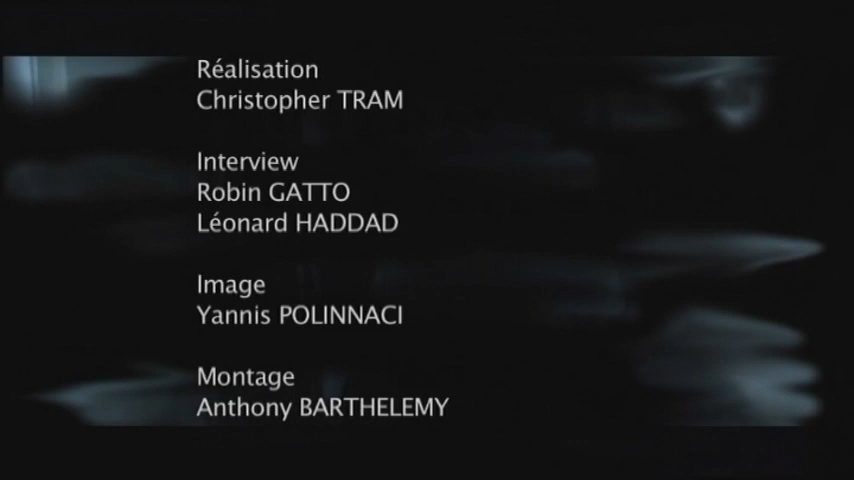 Réalisation
Christopher TRAM
Interview
Robin GATTO
Léonard HADDAD
Image
Yannis POLINNACI
Montage
Anthony BARTHELEMY